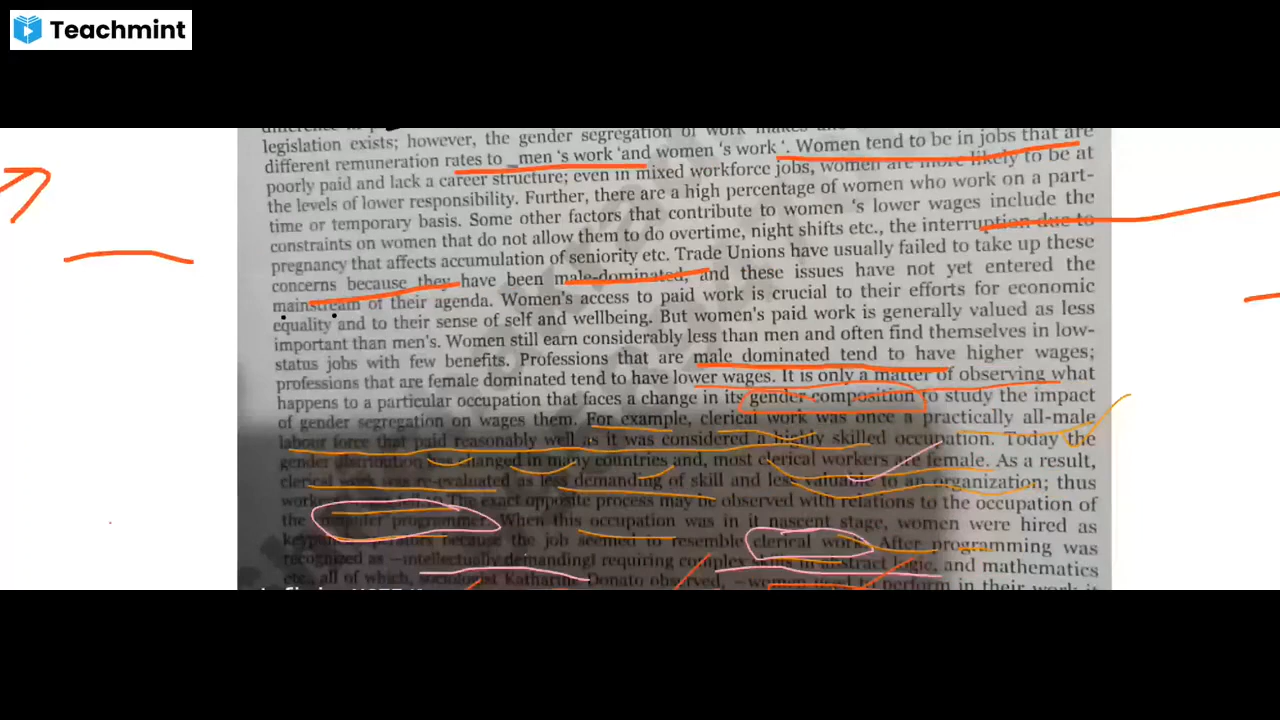 Teachmint
legislation exists; however, the gender segregation of work makes
different remuneration rates to _men 's work 'and women 's work '. Women tend to be in jobs that are
poorly paid and lack a career structure; even in mixed workforce jobs, women are more likely to be at
the levels of lower responsibility. Further, there are a high percentage of women who work on a part-
time or temporary basis. Some other factors that contribute to women 's lower wages include the
constraints on women that do not allow them to do overtime, night shifts etc., the interruption due to
pregnancy that affects accumulation of seniority etc. Trade Unions have usually failed to take up these
concerns because they have been male-dominated, and these issues have not yet entered the
mainstream of their agenda. Women's access to paid work is crucial to their efforts for economic
equality and to their sense of self and wellbeing. But women's paid work is generally valued as less
important than men's. Women still earn considerably less than men and often find themselves in low-
status jobs with few benefits. Professions that are male dominated tend to have higher wages;
professions that are female dominated tend to have lower wages. It is only a matter of observing what
happens to a particular occupation that faces a change in its gender composition to study the impact
of gender segregation on wages them. For example, clerical work was once a practically all-male
labour force that paid reasonably well as it was considered a highly skilled occupation. Today the
gender distribution has changed in many countries and, most clerical workers are female. As a result,
clerical work was re-evaluated as less demanding of skill and less valuable to an organization; thus
The exact opposite process may be observed with relations to the occupation of
the computer programmer. When this occupation was in it nascent stage, women were hired as
keypunch operators because the job seemed to resemble clerical work. After programming was
recognized as —intellectually demanding! requiring complex skills in abstract logic, and mathematics
etc., all of which, sociologist Katharine Donato observed, —women used to perform in their work it